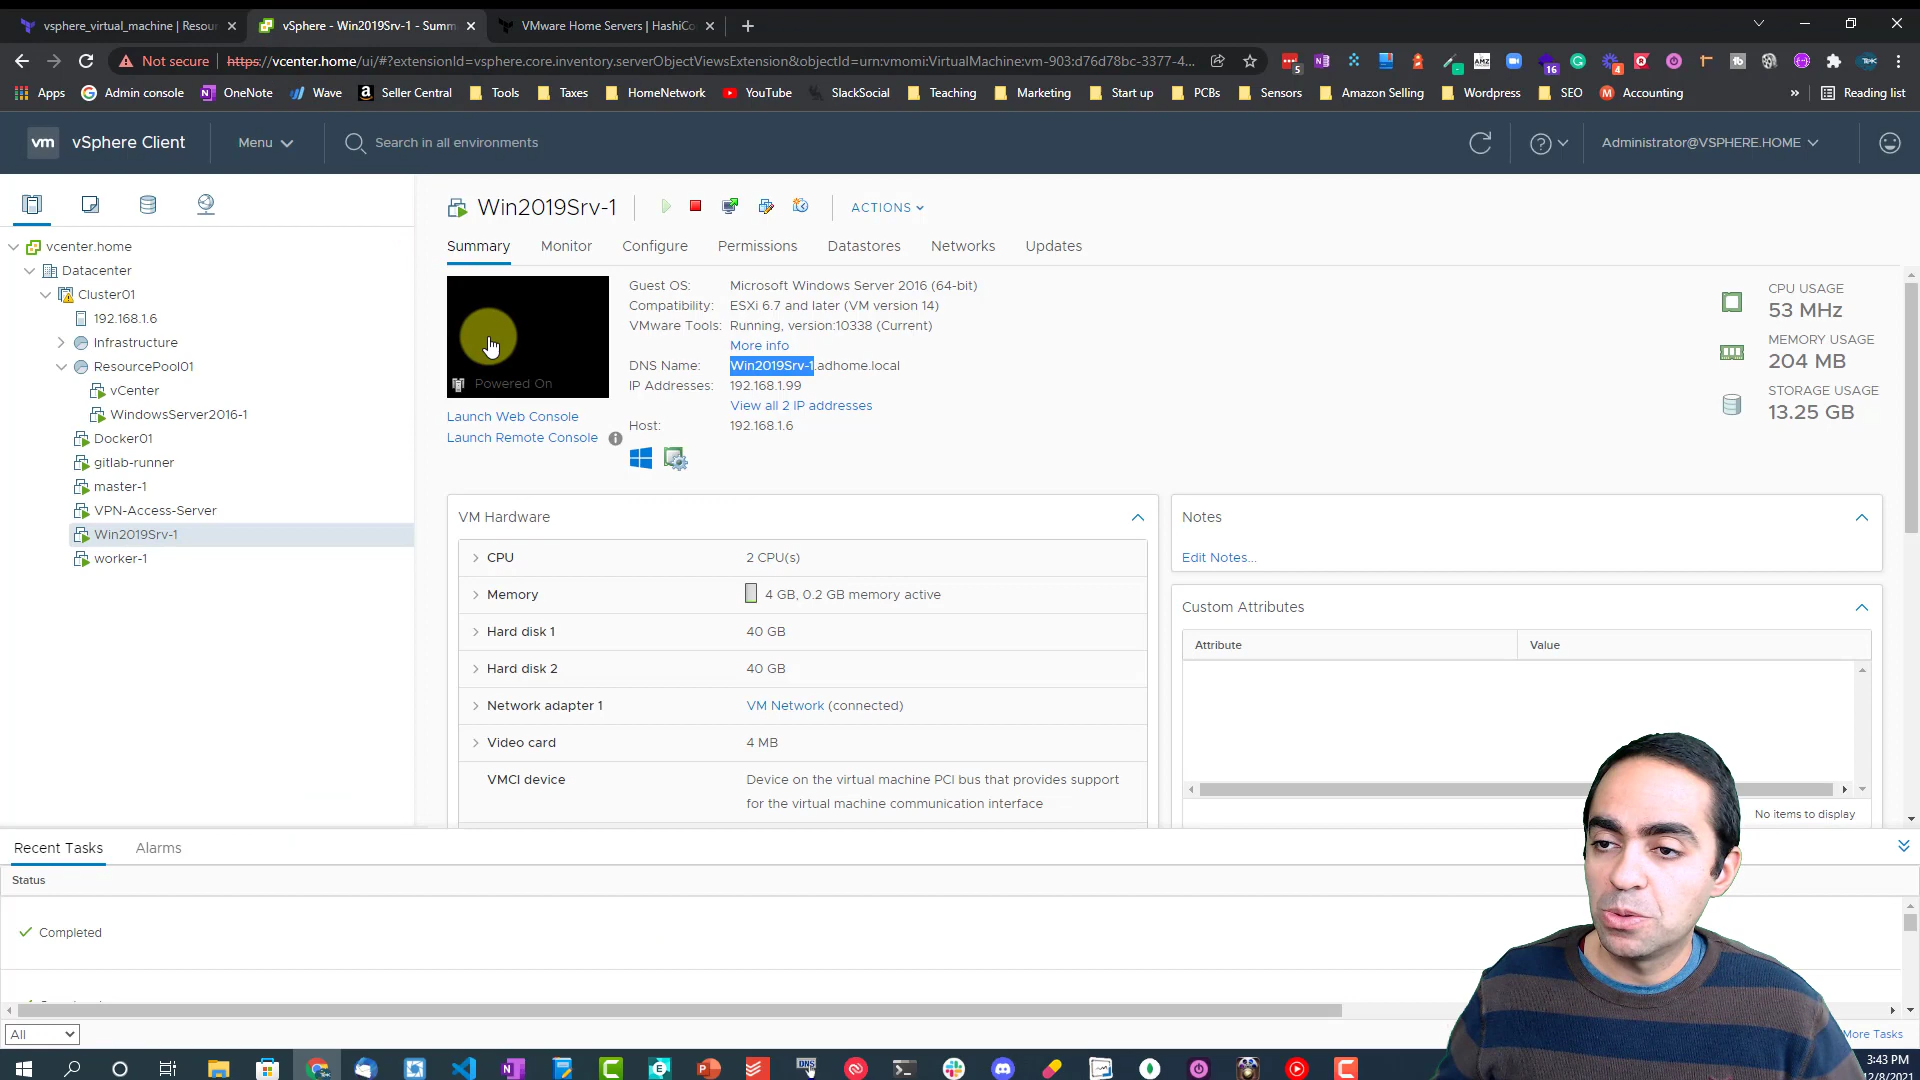 vsphere_virtual_machine | Resour
vSphere - Win2019Srv-1 - Summ
VMware Home Servers | HashiCo
Not secure
https://vcenter.home/ui/#?extensionId=vsphere.core.inventory.serverObjectViewsExtension&objectId=urn:vmomi:VirtualMachine:vm-903:d76d78bc-3377-4...
Apps
Admin console
OneNote
Wave
Seller Central
Tools
Taxes
HomeNetwork
YouTube
SlackSocial
Teaching
Marketing
Start up
PCBs
Sensors
Amazon Selling
Wordpress
SEO
Accounting
»
Reading list
vm
vSphere Client
Menu
Search in all environments
Administrator@VSPHERE.HOME
vcenter.home
Datacenter
Cluster01
192.168.1.6
Infrastructure
ResourcePool01
vCenter
WindowsServer2016-1
Docker01
gitlab-runner
master-1
VPN-Access-Server
Win2019Srv-1
worker-1
Win2019Srv-1
ACTIONS
Summary
Monitor
Configure
Permissions
Datastores
Networks
Updates
Powered On
Launch Web Console
Launch Remote Console
Guest OS: Microsoft Windows Server 2016 (64-bit)
Compatibility: ESXi 6.7 and later (VM version 14)
VMware Tools: Running, version:10338 (Current)
More info
DNS Name: Win2019Srv-1.adhome.local
IP Addresses: 192.168.1.99
View all 2 IP addresses
Host: 192.168.1.6
CPU USAGE
53 MHz
MEMORY USAGE
204 MB
STORAGE USAGE
13.25 GB
VM Hardware
CPU 2 CPU(s)
Memory 4 GB, 0.2 GB memory active
Hard disk 1 40 GB
Hard disk 2 40 GB
Network adapter 1 VM Network (connected)
Video card 4 MB
VMCI device Device on the virtual machine PCI bus that provides support
for the virtual machine communication interface
Notes
Edit Notes...
Custom Attributes
Attribute Value
No items to display
Recent Tasks
Alarms
Status
Completed
All
More Tasks
3:43 PM
12/8/2021